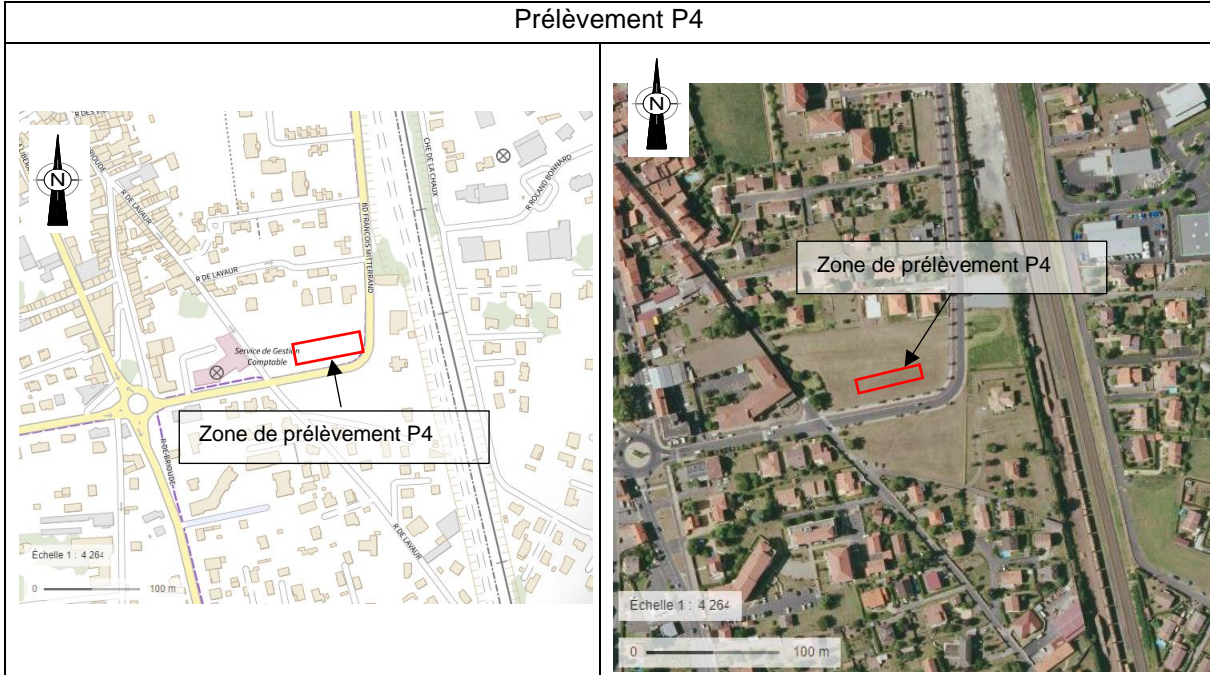 Prélèvement P4
N
R DE LAVAUR
CHE DE LA CHAUX
R ROLAND BONNARD
BD FRANCOIS MITTERRAND
R DE LAVAUR
Service de Gestion
Comptable
Zone de prélèvement P4
R DE BRIOUDE
R DE LAVAUR
Échelle 1 : 4 264
0 100 m
N
Zone de prélèvement P4
Échelle 1 : 4 264
0 100 m